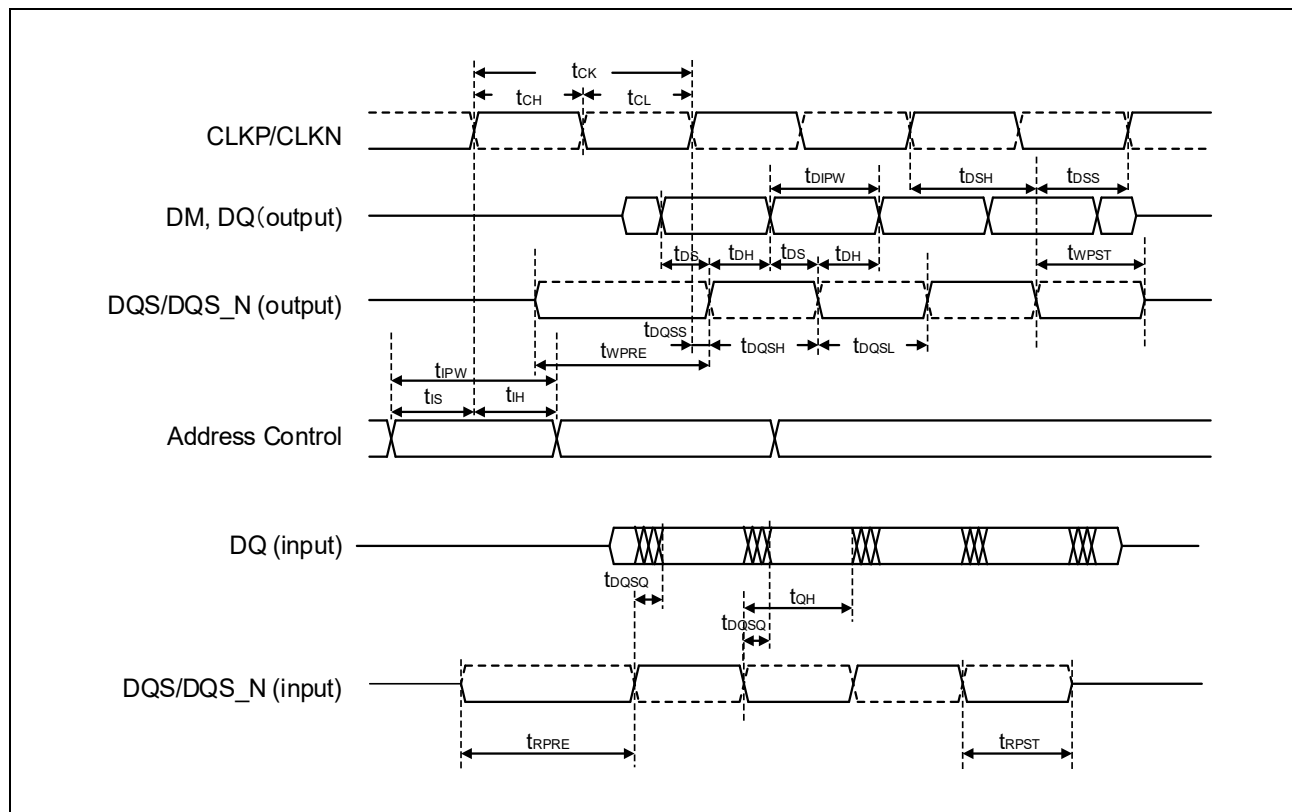 tCK
tCH tCL
CLKP/CLKN
tDIPW tDSH tDSS
DM, DQ(output)
tDS tDH tDS tDH tWPST
DQS/DQS_N (output)
tDQSS tDQSH tDQSL
tWPRE
tIPW
tIS tIH
Address Control
DQ (input)
tDQSQ tQH
tDQSQ
DQS/DQS_N (input)
tRPRE tRPST